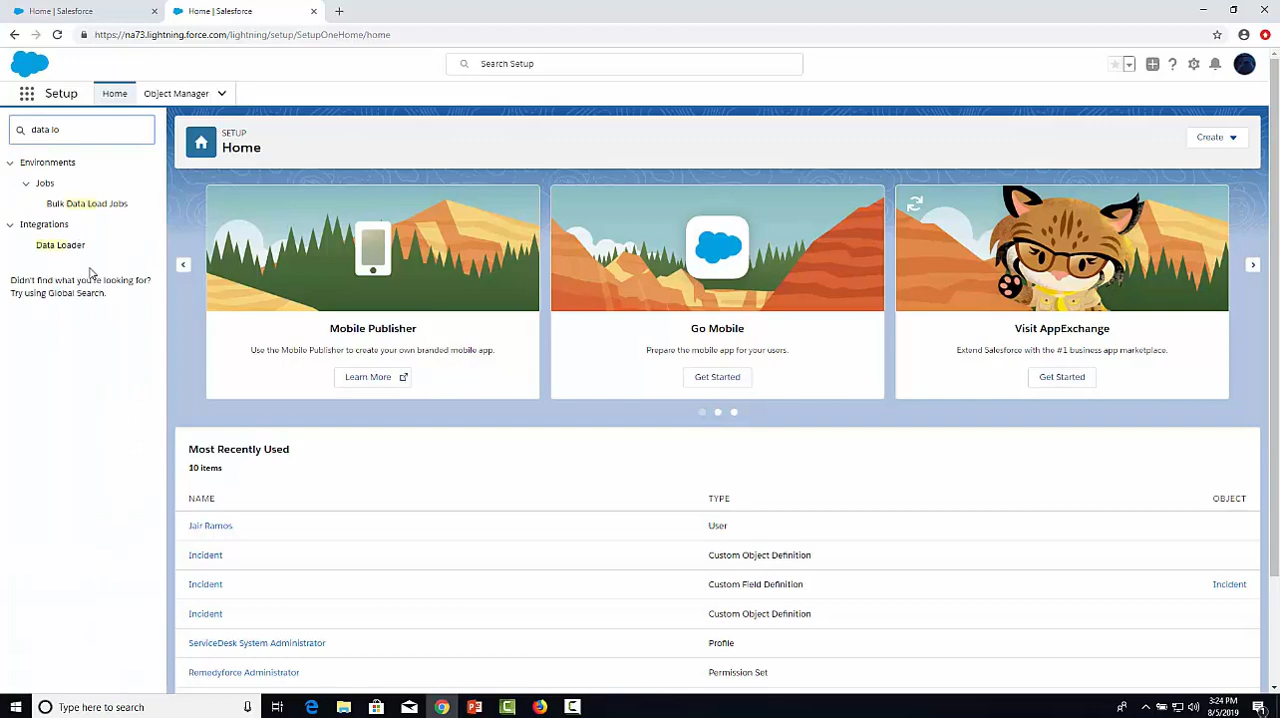 Home | Salesforce
Home | Salesforce
https://na73.lightning.force.com/lightning/setup/SetupOneHome/home
Search Setup
Setup
Home
Object Manager
data lo
Environments
Jobs
Bulk Data Load Jobs
Integrations
Data Loader
Didn't find what you're looking for?
Try using Global Search.
SETUP
Home
Create
Mobile Publisher
Use the Mobile Publisher to create your own branded mobile app.
Learn More
Go Mobile
Prepare the mobile app for your users.
Get Started
Visit AppExchange
Extend Salesforce with the #1 business app marketplace.
Get Started
Most Recently Used
10 items
NAME TYPE OBJECT
Jair Ramos User
Incident Custom Object Definition
Incident Custom Field Definition Incident
Incident Custom Object Definition
ServiceDesk System Administrator Profile
Remedyforce Administrator Permission Set
Type here to search
3:24 PM
8/5/2019